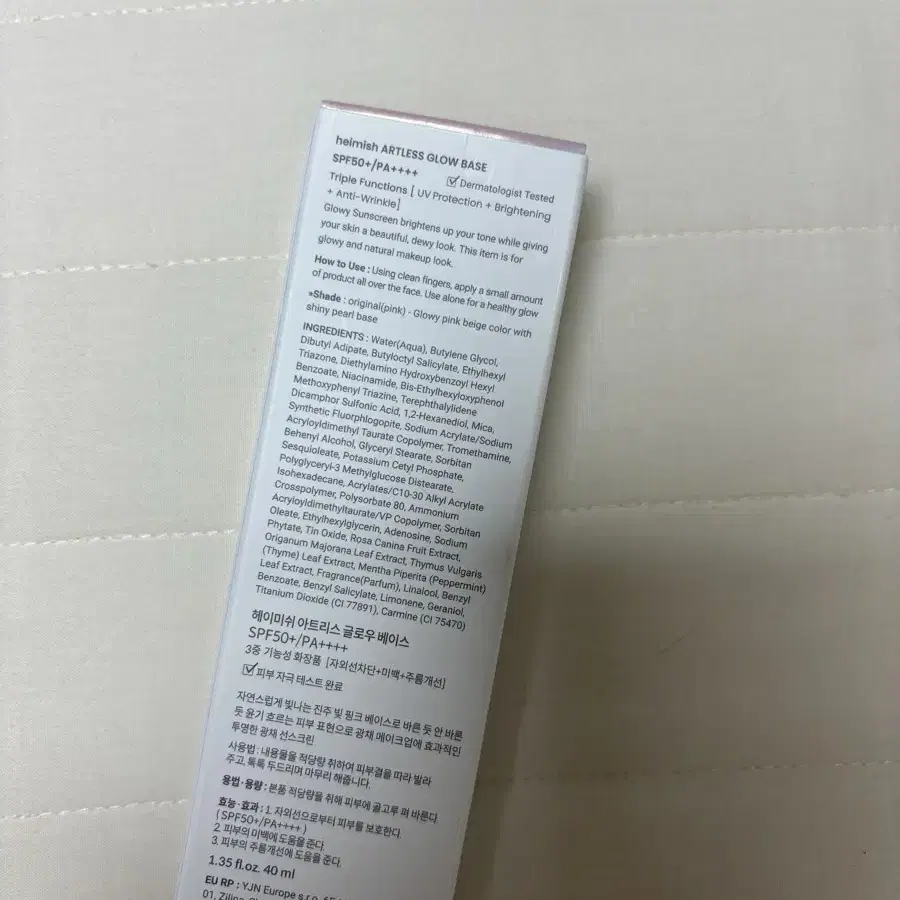 heimish ARTLESS GLOW BASE
SPF50+/PA++++
Dermatologist Tested
Triple Functions [ UV Protection + Brightening
+ Anti-Wrinkle]
Glowy Sunscreen brightens up your tone while giving
your skin a beautiful, dewy look. This item is for
glowy and natural makeup look.
How to Use : Using clean fingers, apply a small amount
of product all over the face. Use alone for a healthy glow
*Shade : original(pink) - Glowy pink beige color with
shiny pearl base
INGREDIENTS : Water(Aqua), Butylene Glycol,
Dibutyl Adipate, Butyloctyl Salicylate, Ethylhexyl
Triazone, Diethylamino Hydroxybenzoyl Hexyl
Benzoate, Niacinamide, Bis-Ethylhexyloxyphenol
Methoxyphenyl Triazine, Terephthalylidene
Dicamphor Sulfonic Acid, 1,2-Hexanediol, Mica,
Synthetic Fluorphlogopite, Sodium Acrylate/Sodium
Acryloyldimethyl Taurate Copolymer, Tromethamine,
Behenyl Alcohol, Glyceryl Stearate, Sorbitan
Sesquioleate, Potassium Cetyl Phosphate,
Polyglyceryl-3 Methylglucose Distearate,
Isohexadecane, Acrylates/C10-30 Alkyl Acrylate
Crosspolymer, Polysorbate 80, Ammonium
Acryloyldimethyltaurate/VP Copolymer, Sorbitan
Oleate, Ethylhexylglycerin, Adenosine, Sodium
Phytate, Tin Oxide, Rosa Canina Fruit Extract,
Origanum Majorana Leaf Extract, Thymus Vulgaris
(Thyme) Leaf Extract, Mentha Piperita (Peppermint)
Leaf Extract, Fragrance(Parfum), Linalool, Benzyl
Benzoate, Benzyl Salicylate, Limonene, Geraniol,
Titanium Dioxide (CI 77891), Carmine (CI 75470)
헤이미쉬 아트리스 글로우 베이스
SPF50+/PA++++
3중 기능성 화장품 [자외선차단+미백+주름개선]
피부 자극 테스트 완료
자연스럽게 빛나는 진주 빛 핑크 베이스로 바른 듯 안 바른
듯 윤기 흐르는 피부 표현으로 광채 메이크업에 효과적인
투명한 광채 선스크린
사용법 : 내용물을 적당량 취하여 피부결을 따라 발라
주고, 톡톡 두드리며 마무리 해줍니다.
용법·용량 : 본품 적당량을 취해 피부에 골고루 펴 바른다.
효능·효과 : 1. 자외선으로부터 피부를 보호한다.
( SPF50+/PA++++ )
2. 피부의 미백에 도움을 준다.
3. 피부의 주름개선에 도움을 준다.
1.35 fl.oz. 40 ml
EU RP : YJN Europe s.r.o.
01, Zilina,